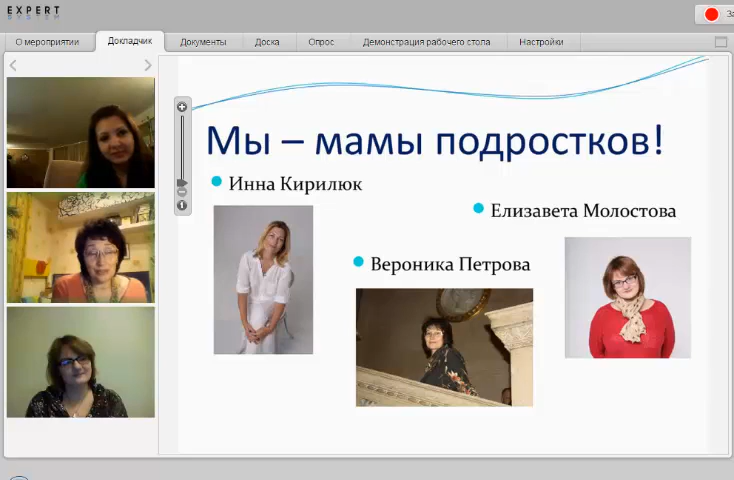 EXPERT
SYSTEM
За
О мероприятии
Докладчик
Документы
Доска
Опрос
Демонстрация рабочего стола
Настройки
Мы – мамы подростков!
Инна Кирилюк
Елизавета Молостова
Вероника Петрова